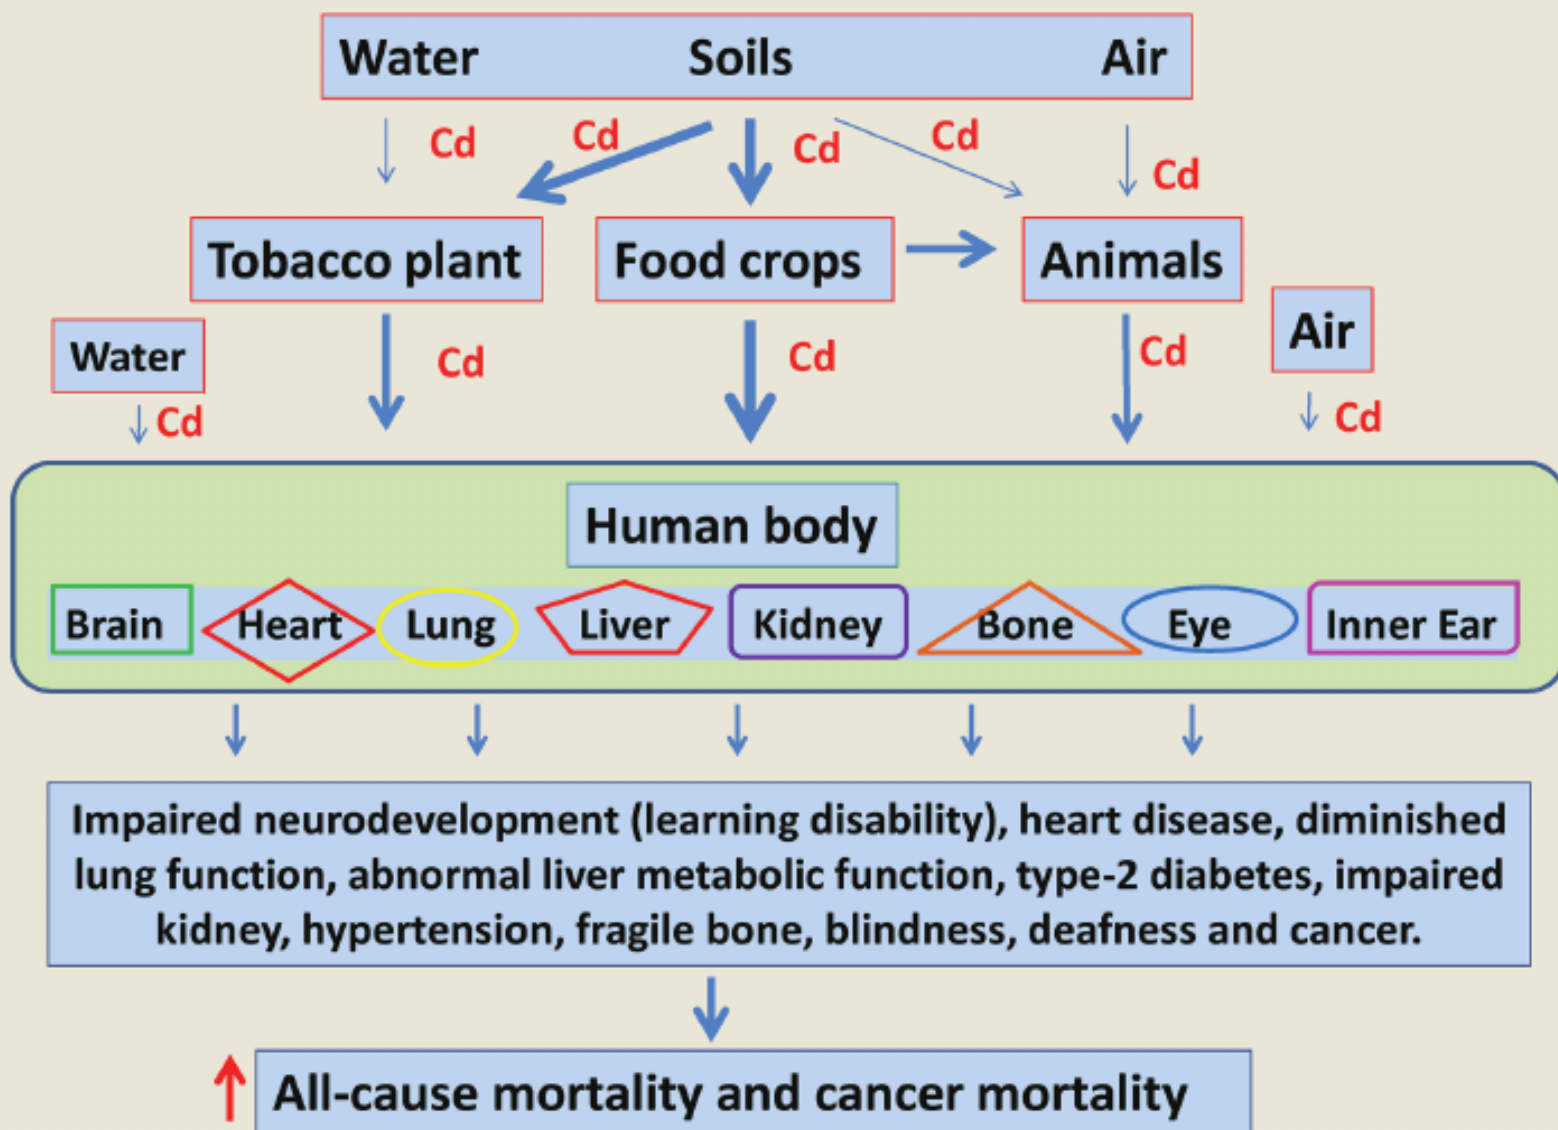 Water Soils Air
Cd Cd Cd Cd Cd
Tobacco plant Food crops Animals
Water Air
Cd Cd Cd Cd Cd
Human body
Brain Heart Lung Liver Kidney Bone Eye Inner Ear
Impaired neurodevelopment (learning disability), heart disease, diminished
lung function, abnormal liver metabolic function, type-2 diabetes, impaired
kidney, hypertension, fragile bone, blindness, deafness and cancer.
All-cause mortality and cancer mortality